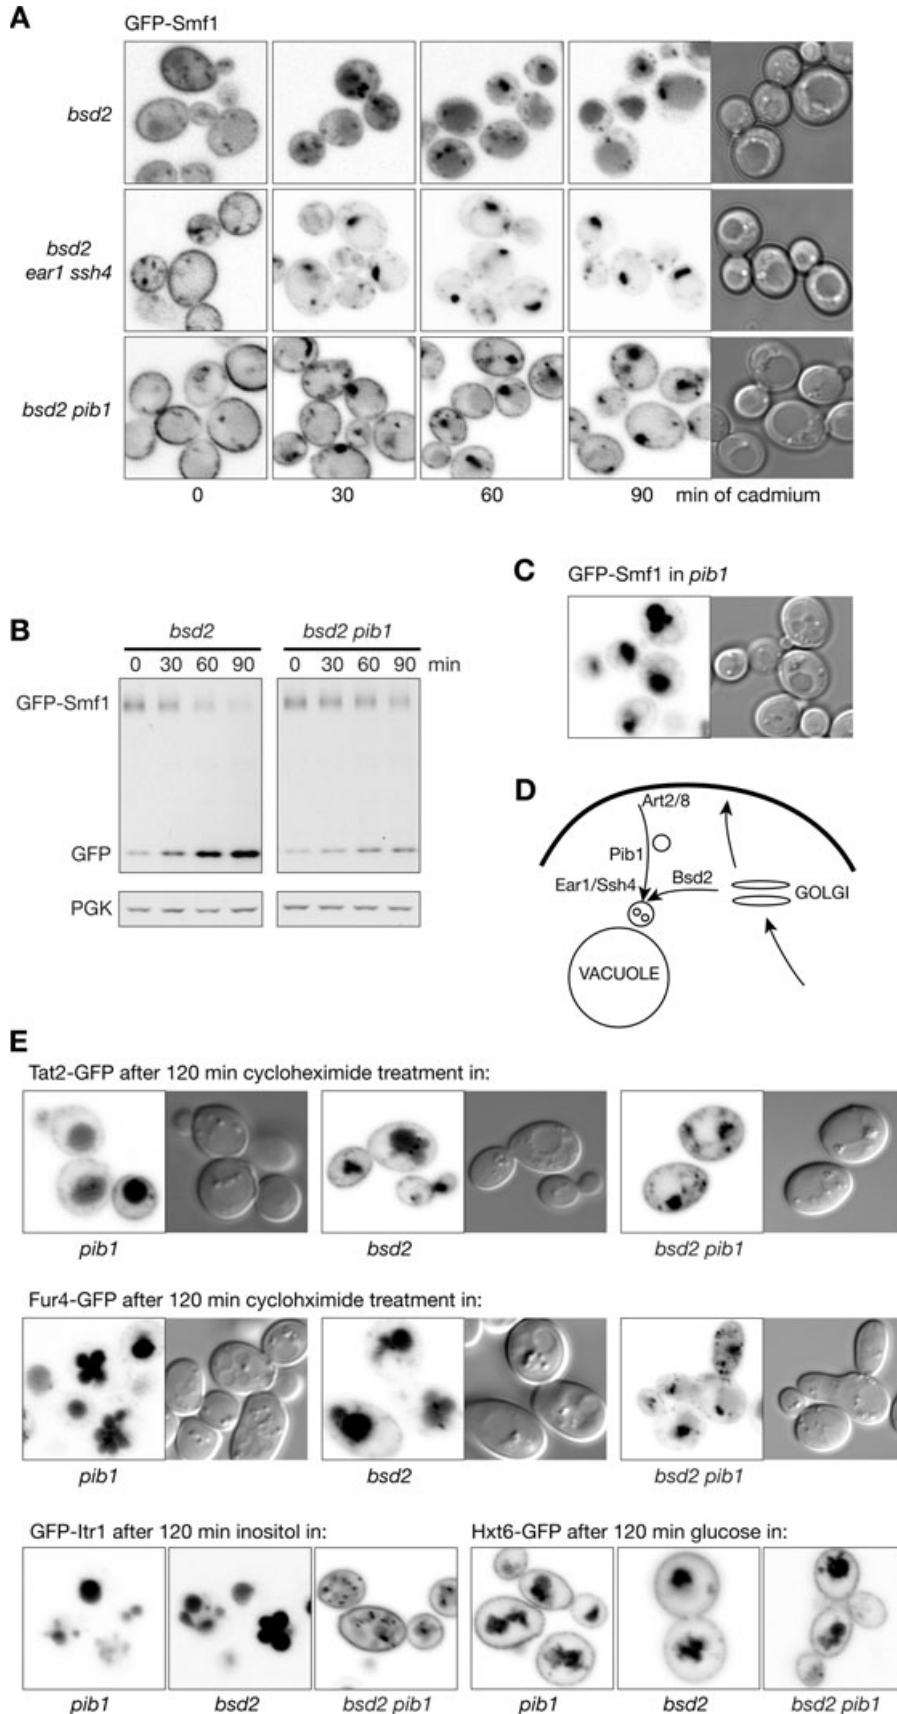 A
GFP-Smf1
bsd2
bsd2
ear1 ssh4
bsd2 pib1
0 30 60 90 min of cadmium
C
GFP-Smf1 in pib1
B
bsd2 bsd2 pib1
0 30 60 90 0 30 60 90 min
GFP-Smf1
GFP
PGK
D
Art2/8
Pib1
Ear1/Ssh4
Bsd2
GOLGI
VACUOLE
E
Tat2-GFP after 120 min cycloheximide treatment in:
pib1 bsd2 bsd2 pib1
Fur4-GFP after 120 min cyclohximide treatment in:
pib1 bsd2 bsd2 pib1
GFP-Itr1 after 120 min inositol in: Hxt6-GFP after 120 min glucose in:
pib1 bsd2 bsd2 pib1 pib1 bsd2 bsd2 pib1